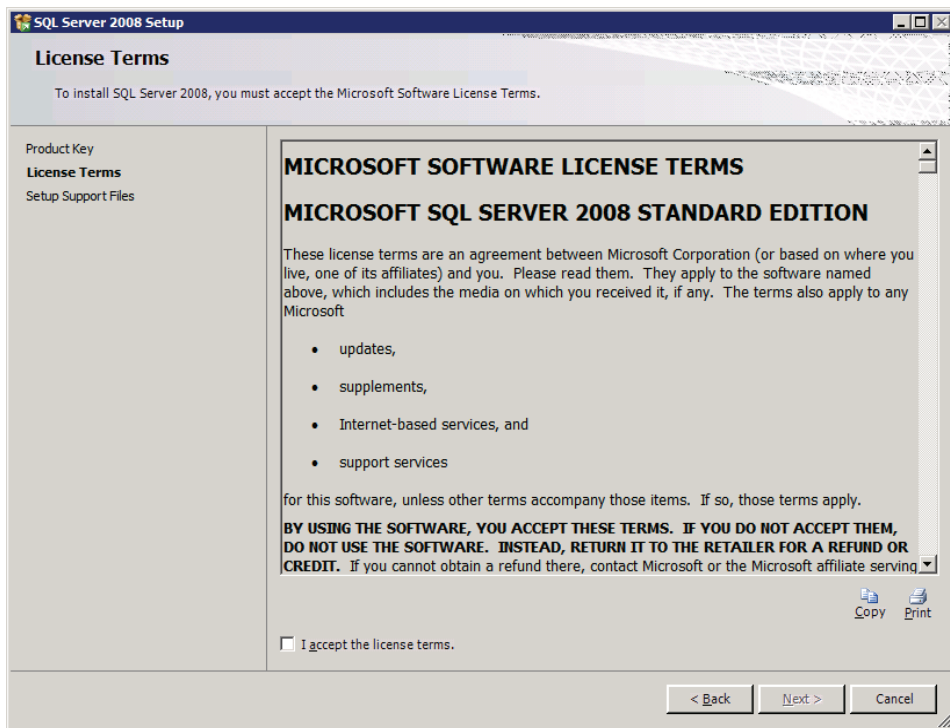 SQL Server 2008 Setup
License Terms
To install SQL Server 2008, you must accept the Microsoft Software License Terms.
Product Key
License Terms
Setup Support Files
MICROSOFT SOFTWARE LICENSE TERMS
MICROSOFT SQL SERVER 2008 STANDARD EDITION
These license terms are an agreement between Microsoft Corporation (or based on where you
live, one of its affiliates) and you. Please read them. They apply to the software named
above, which includes the media on which you received it, if any. The terms also apply to any
Microsoft
• updates,
• supplements,
• Internet-based services, and
• support services
for this software, unless other terms accompany those items. If so, those terms apply.
BY USING THE SOFTWARE, YOU ACCEPT THESE TERMS. IF YOU DO NOT ACCEPT THEM,
DO NOT USE THE SOFTWARE. INSTEAD, RETURN IT TO THE RETAILER FOR A REFUND OR
CREDIT. If you cannot obtain a refund there, contact Microsoft or the Microsoft affiliate serving
Copy Print
I accept the license terms.
< Back Next > Cancel